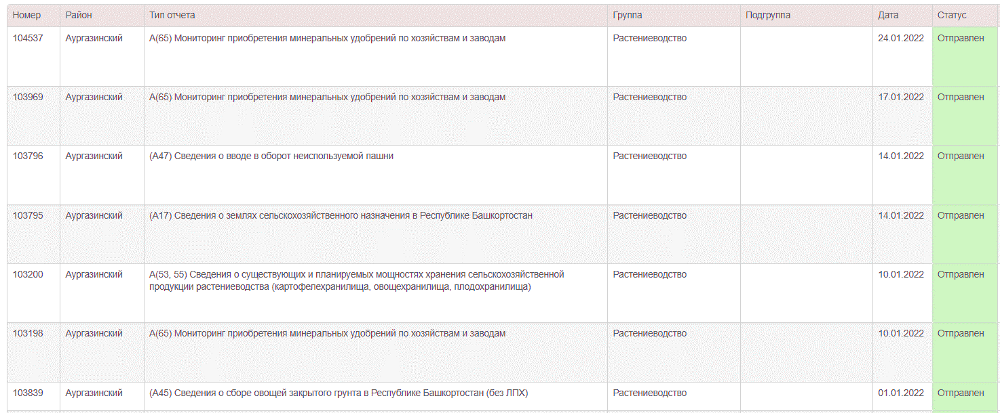 Номер Район Тип отчета Группа Подгруппа Дата Статус
104537 Аургазинский А(65) Мониторинг приобретения минеральных удобрений по хозяйствам и заводам Растениеводство 24.01.2022 Отправлен
103969 Аургазинский А(65) Мониторинг приобретения минеральных удобрений по хозяйствам и заводам Растениеводство 17.01.2022 Отправлен
103796 Аургазинский (А47) Сведения о вводе в оборот неиспользуемой пашни Растениеводство 14.01.2022 Отправлен
103795 Аургазинский (А17) Сведения о землях сельскохозяйственного назначения в Республике Башкортостан Растениеводство 14.01.2022 Отправлен
103200 Аургазинский А(53, 55) Сведения о существующих и планируемых мощностях хранения сельскохозяйственной Растениеводство 10.01.2022 Отправлен
продукции растениеводства (картофелехранилища, овощехранилища, плодохранилища)
103198 Аургазинский А(65) Мониторинг приобретения минеральных удобрений по хозяйствам и заводам Растениеводство 10.01.2022 Отправлен
103839 Аургазинский (А45) Сведения о сборе овощей закрытого грунта в Республике Башкортостан (без ЛПХ) Растениеводство 01.01.2022 Отправлен